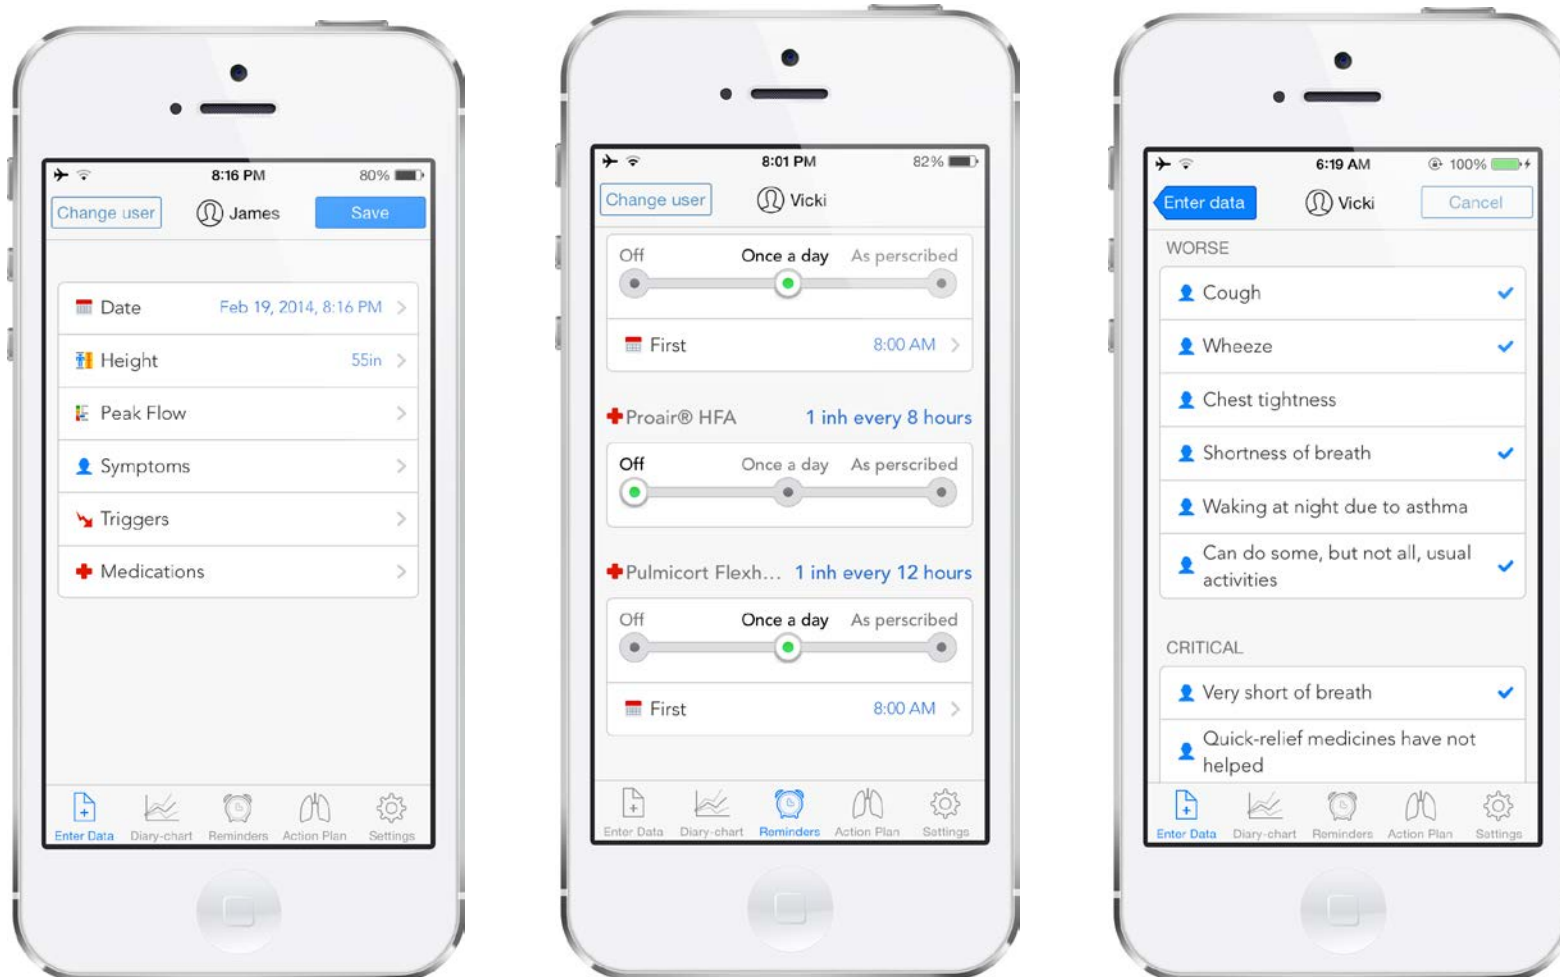 8:16 PM
80%
Change user
James
Save
Date
Feb 19, 2014, 8:16 PM
Height
55in
Peak Flow
Symptoms
Triggers
Medications
Enter Data
Diary-chart
Reminders
Action Plan
Settings
8:01 PM
82%
Change user
Vicki
Off
Once a day
As perscribed
First
8:00 AM
Proair® HFA
1 inh every 8 hours
Off
Once a day
As perscribed
Pulmicort Flexh...
1 inh every 12 hours
Off
Once a day
As perscribed
First
8:00 AM
Enter Data
Diary-chart
Reminders
Action Plan
Settings
6:19 AM
100%
Enter data
Vicki
Cancel
WORSE
Cough
Wheeze
Chest tightness
Shortness of breath
Waking at night due to asthma
Can do some, but not all, usual
activities
CRITICAL
Very short of breath
Quick-relief medicines have not
helped
Enter Data
Diary-chart
Reminders
Action Plan
Settings